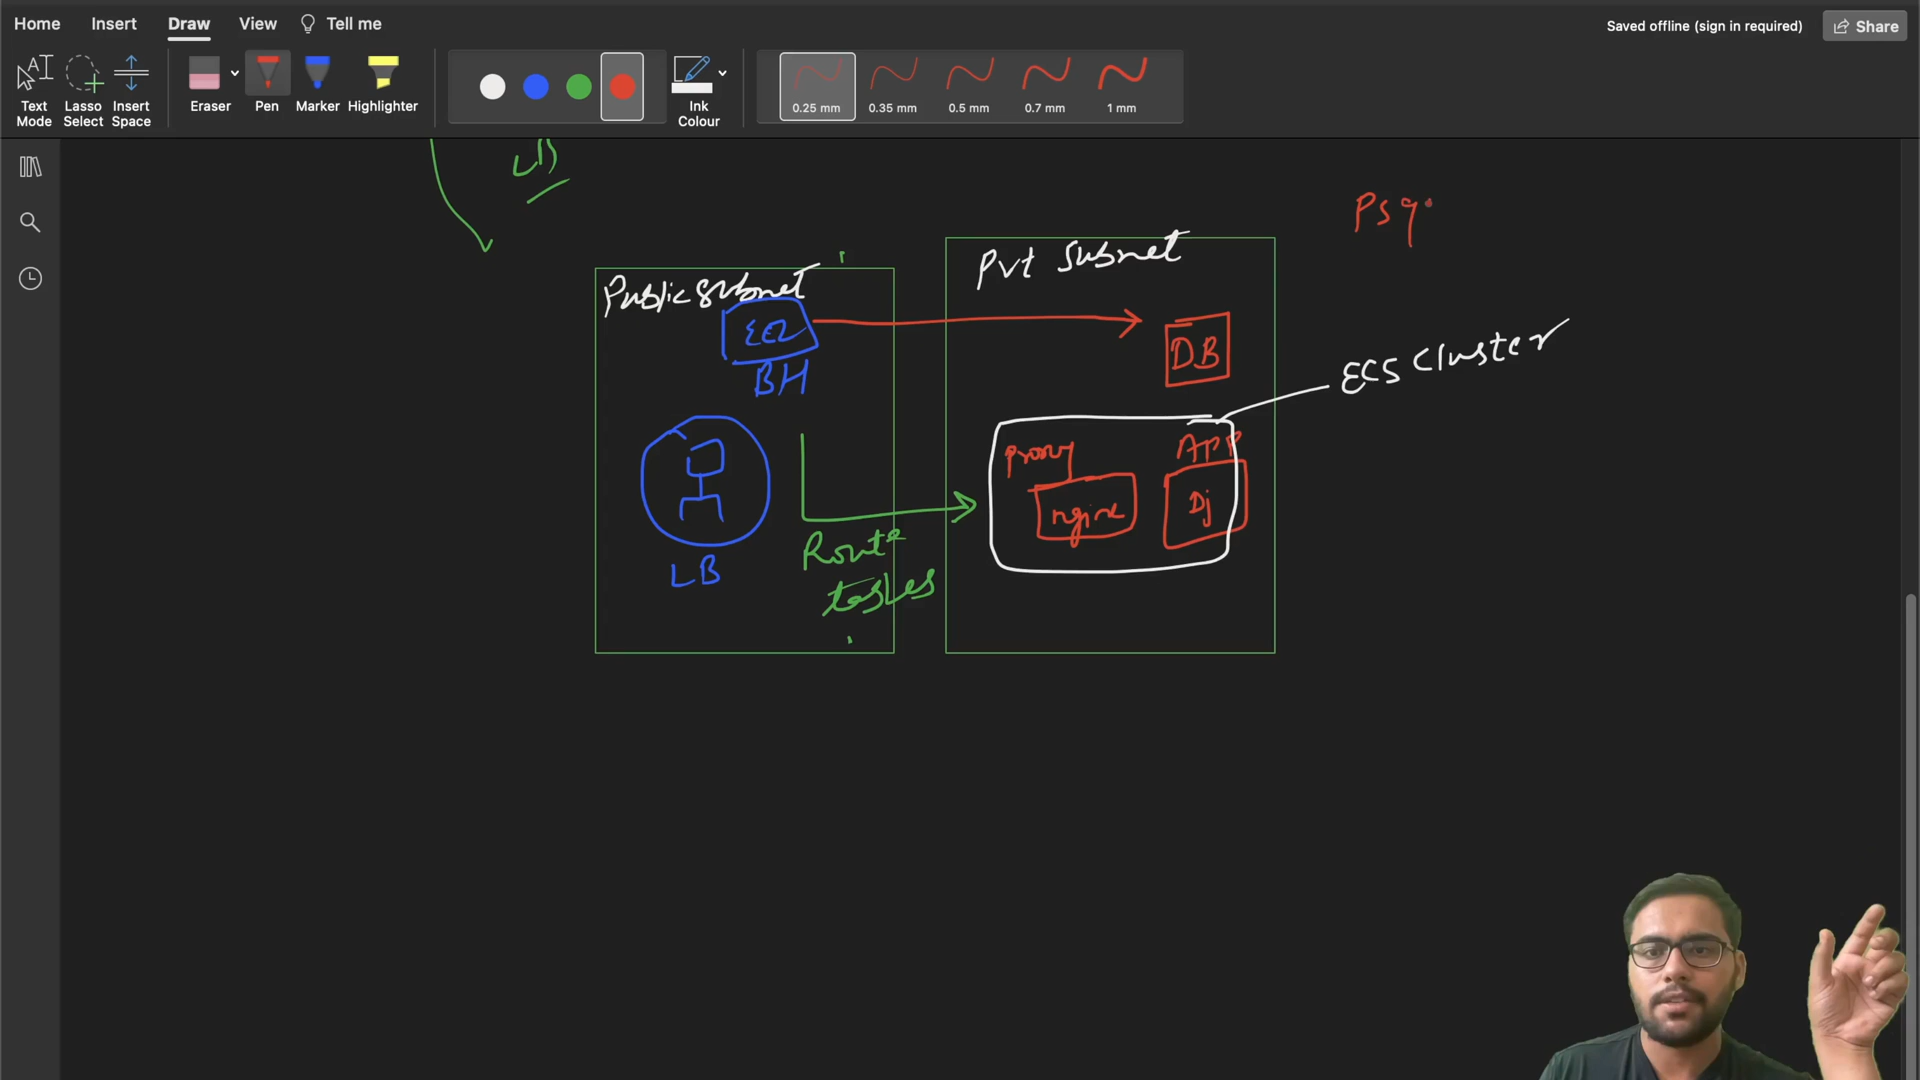 Home Insert Draw View Tell me
Saved offline (sign in required) Share
Text Mode
Lasso Select
Insert Space
Eraser
Pen
Marker
Highlighter
Ink Colour
0.25 mm 0.35 mm 0.5 mm 0.7 mm 1 mm
LB
Psq
Public subnet
Pvt subnet
EC2
BH
DB
ECS Cluster
Proxy
APP
nginx
Dj
LB
Route
tables